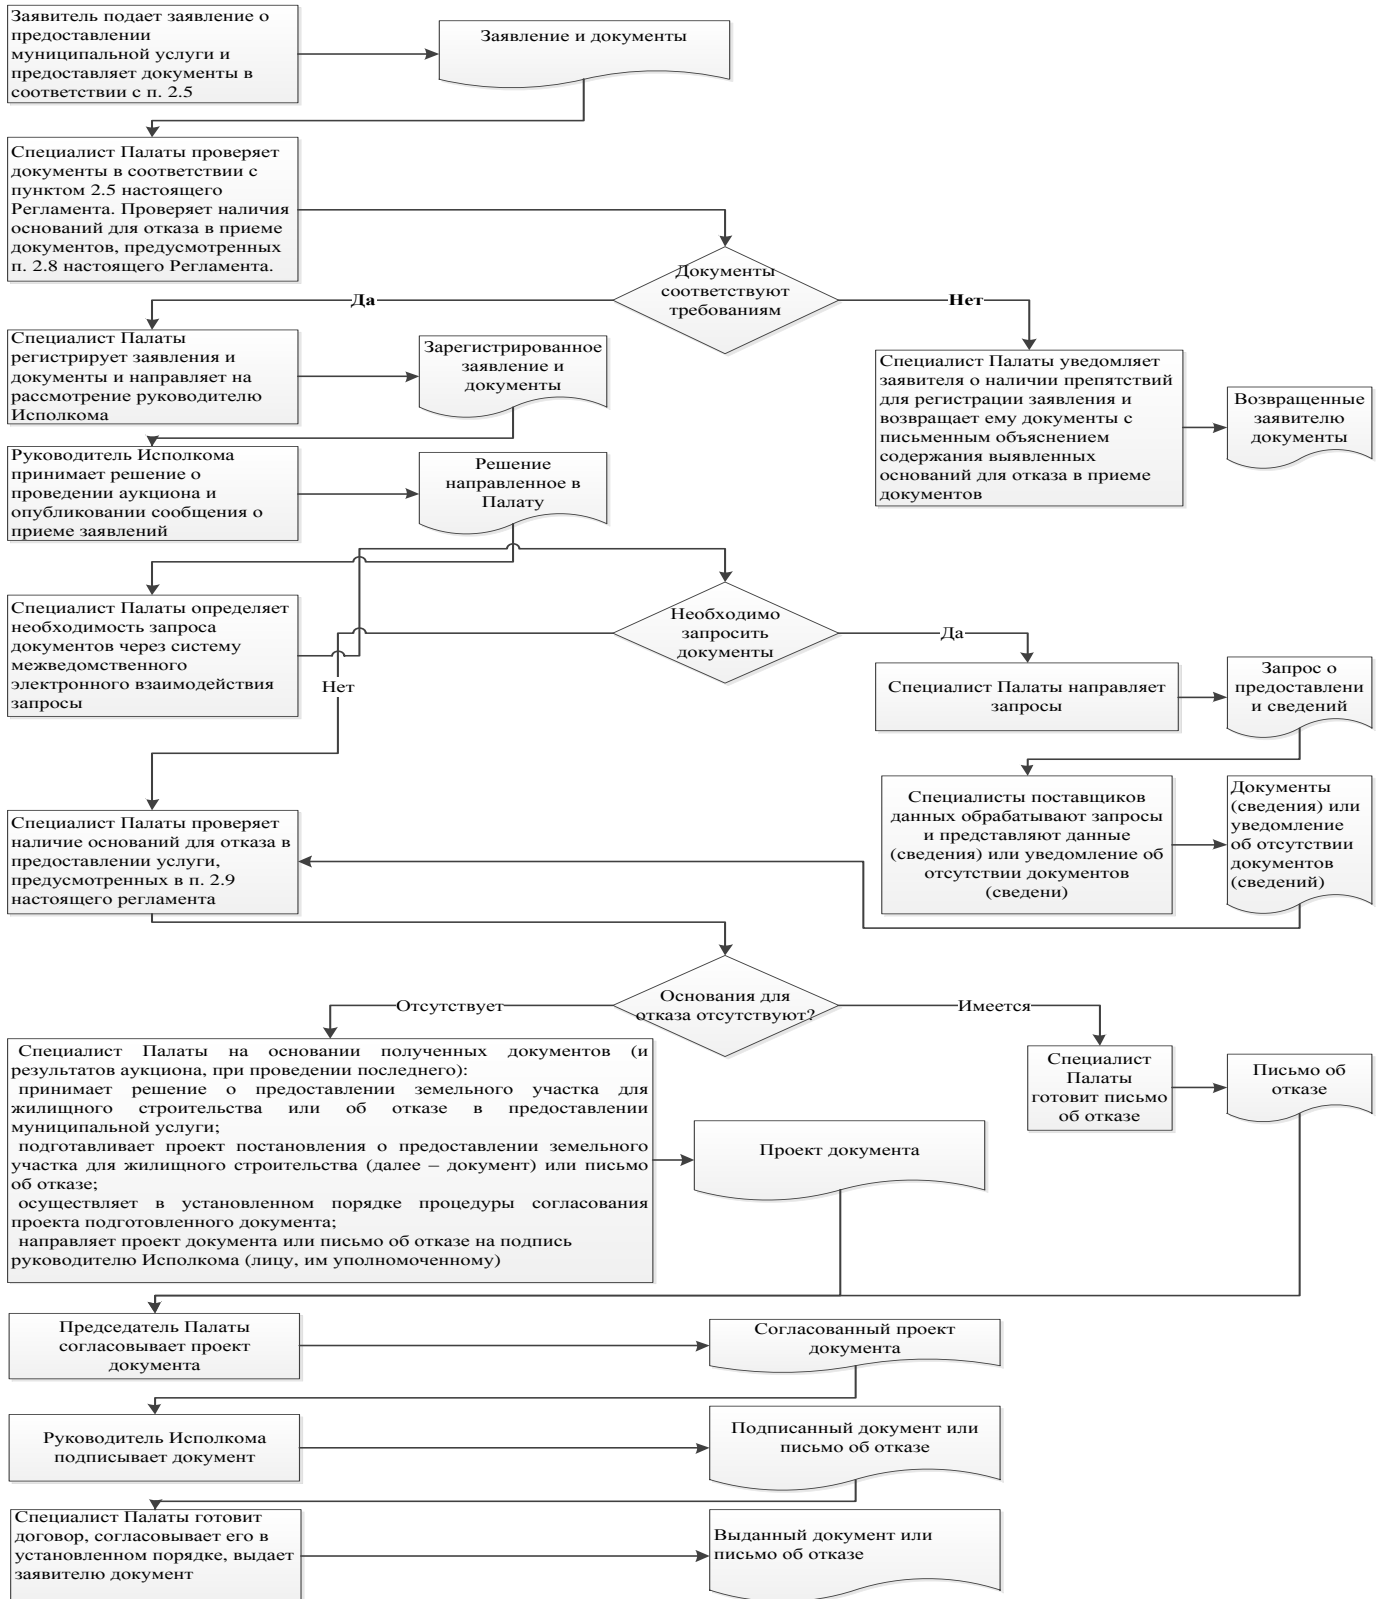 Заявитель подает заявление о
предоставлении
муниципальной услуги и
предоставляет документы в
соответствии с п. 2.5
Заявление и документы
Специалист Палаты проверяет
документы в соответствии с
пунктом 2.5 настоящего
Регламента. Проверяет наличия
оснований для отказа в приеме
документов, предусмотренных
п. 2.8 настоящего Регламента.
Документы
соответствуют
требованиям
Да
Нет
Специалист Палаты
регистрирует заявления и
документы и направляет на
рассмотрение руководителю
Исполкома
Зарегистрированное
заявление и
документы
Специалист Палаты уведомляет
заявителя о наличии препятствий
для регистрации заявления и
возвращает ему документы с
письменным объяснением
содержания выявленных
оснований для отказа в приеме
документов
Возвращенные
заявителю
документы
Руководитель Исполкома
принимает решение о
проведении аукциона и
опубликовании сообщения о
приеме заявлений
Решение
направленное в
Палату
Специалист Палаты определяет
необходимость запроса
документов через систему
межведомственного
электронного взаимодействия
запросы
Необходимо
запросить
документы
Да
Нет
Специалист Палаты направляет
запросы
Запрос о
предоставлени
и сведений
Специалисты поставщиков
данных обрабатывают запросы
и представляют данные
(сведения) или уведомление об
отсутствии документов
(сведени)
Документы
(сведения) или
уведомление
об отсутствии
документов
(сведений)
Специалист Палаты проверяет
наличие оснований для отказа в
предоставлении услуги,
предусмотренных в п. 2.9
настоящего регламента
Основания для
отказа отсутствуют?
Отсутствует
Имеется
Специалист Палаты на основании полученных документов (и
результатов аукциона, при проведении последнего):
принимает решение о предоставлении земельного участка для
жилищного строительства или об отказе в предоставлении
муниципальной услуги;
подготавливает проект постановления о предоставлении земельного
участка для жилищного строительства (далее – документ) или письмо
об отказе;
осуществляет в установленном порядке процедуры согласования
проекта подготовленного документа;
направляет проект документа или письмо об отказе на подпись
руководителю Исполкома (лицу, им уполномоченному)
Проект документа
Специалист
Палаты
готовит письмо
об отказе
Письмо об
отказе
Председатель Палаты
согласовывает проект
документа
Согласованный проект
документа
Руководитель Исполкома
подписывает документ
Подписанный документ или
письмо об отказе
Специалист Палаты готовит
договор, согласовывает его в
установленном порядке, выдает
заявителю документ
Выданный документ или
письмо об отказе